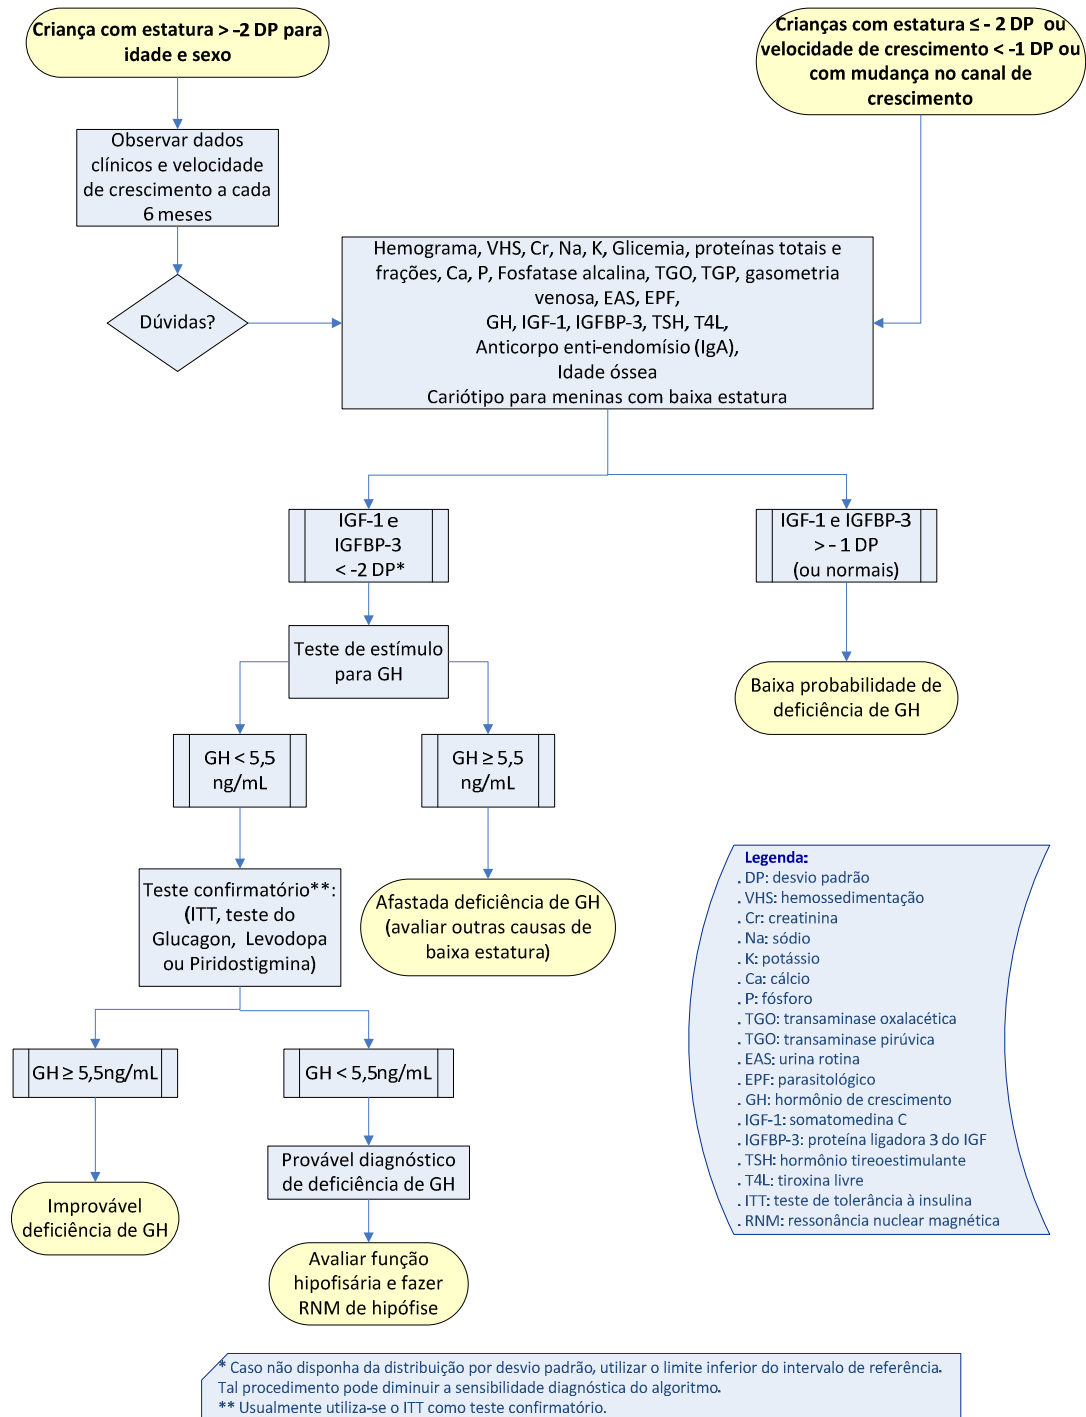 Criança com estatura > -2 DP para
idade e sexo
Crianças com estatura ≤ - 2 DP ou
velocidade de crescimento < -1 DP ou
com mudança no canal de
crescimento
Observar dados
clínicos e velocidade
de crescimento a cada
6 meses
Dúvidas?
Hemograma, VHS, Cr, Na, K, Glicemia, proteínas totais e
frações, Ca, P, Fosfatase alcalina, TGO, TGP, gasometria
venosa, EAS, EPF,
GH, IGF-1, IGFBP-3, TSH, T4L,
Anticorpo enti-endomísio (IgA),
Idade óssea
Cariótipo para meninas com baixa estatura
IGF-1 e
IGFBP-3
< -2 DP*
IGF-1 e IGFBP-3
> - 1 DP
(ou normais)
Teste de estímulo
para GH
Baixa probabilidade de
deficiência de GH
GH < 5,5
ng/mL
GH ≥ 5,5
ng/mL
Teste confirmatório**:
(ITT, teste do
Glucagon, Levodopa
ou Piridostigmina)
Afastada deficiência de GH
(avaliar outras causas de
baixa estatura)
GH ≥ 5,5ng/mL
GH < 5,5ng/mL
Improvável
deficiência de GH
Provável diagnóstico
de deficiência de GH
Avaliar função
hipofisária e fazer
RNM de hipófise
Legenda:
. DP: desvio padrão
. VHS: hemossedimentação
. Cr: creatinina
. Na: sódio
. K: potássio
. Ca: cálcio
. P: fósforo
. TGO: transaminase oxalacética
. TGO: transaminase pirúvica
. EAS: urina rotina
. EPF: parasitológico
. GH: hormônio de crescimento
. IGF-1: somatomedina C
. IGFBP-3: proteína ligadora 3 do IGF
. TSH: hormônio tireoestimulante
. T4L: tiroxina livre
. ITT: teste de tolerância à insulina
. RNM: ressonância nuclear magnética
* Caso não disponha da distribuição por desvio padrão, utilizar o limite inferior do intervalo de referência.
Tal procedimento pode diminuir a sensibilidade diagnóstica do algoritmo.
** Usualmente utiliza-se o ITT como teste confirmatório.